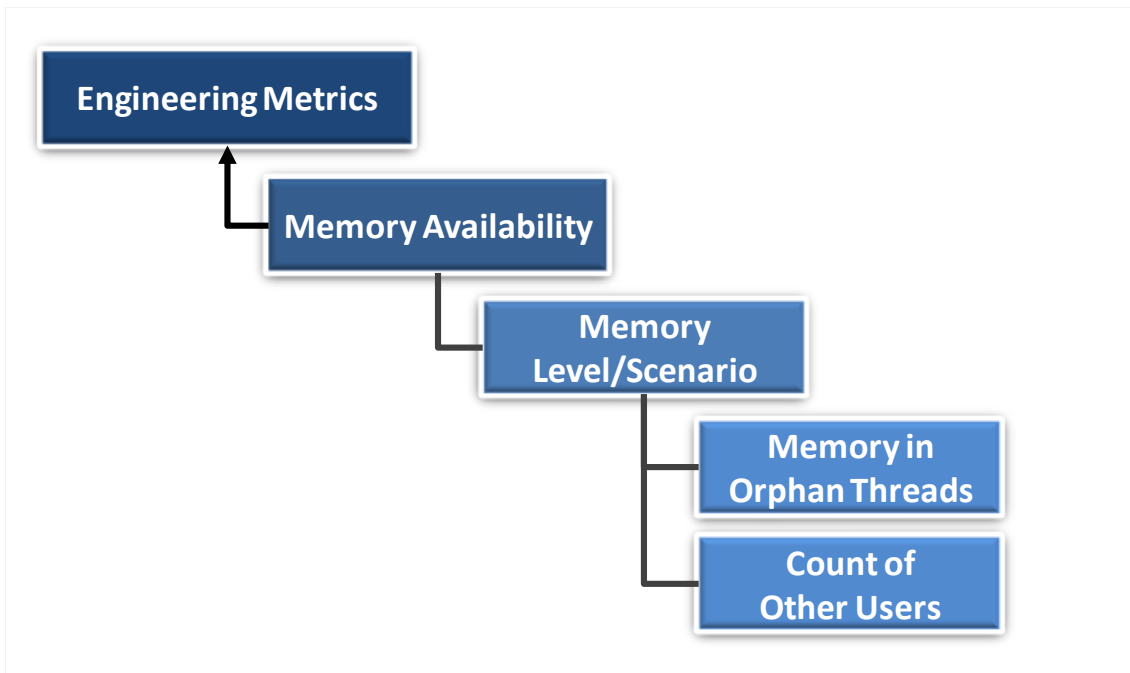 Engineering Metrics
Memory Availability
Memory
Level/Scenario
Memory in
Orphan Threads
Count of
Other Users